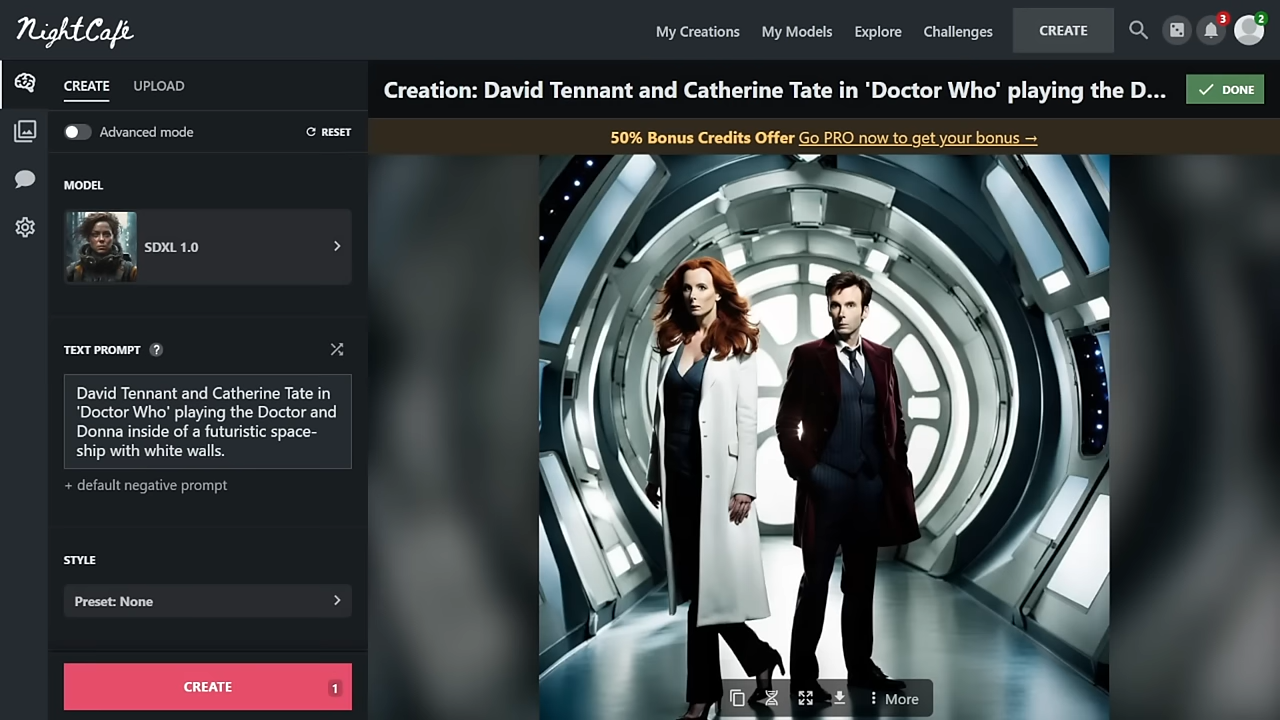 NightCafé
My Creations
My Models
Explore
Challenges
CREATE
3
2
CREATE
UPLOAD
Advanced mode
RESET
MODEL
SDXL 1.0
TEXT PROMPT ?
David Tennant and Catherine Tate in
'Doctor Who' playing the Doctor and
Donna inside of a futuristic space-
ship with white walls.
+ default negative prompt
STYLE
Preset: None
CREATE
1
Creation: David Tennant and Catherine Tate in 'Doctor Who' playing the D...
DONE
50% Bonus Credits Offer Go PRO now to get your bonus →
More